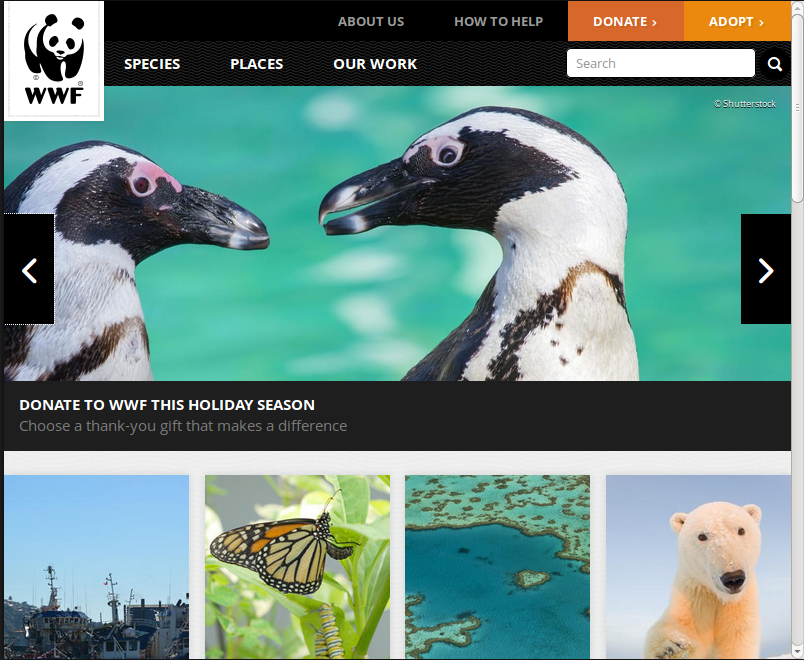 ABOUT US
HOW TO HELP
DONATE ›
ADOPT ›
© ® WWF
SPECIES
PLACES
OUR WORK
Search
© Shutterstock
DONATE TO WWF THIS HOLIDAY SEASON
Choose a thank-you gift that makes a difference